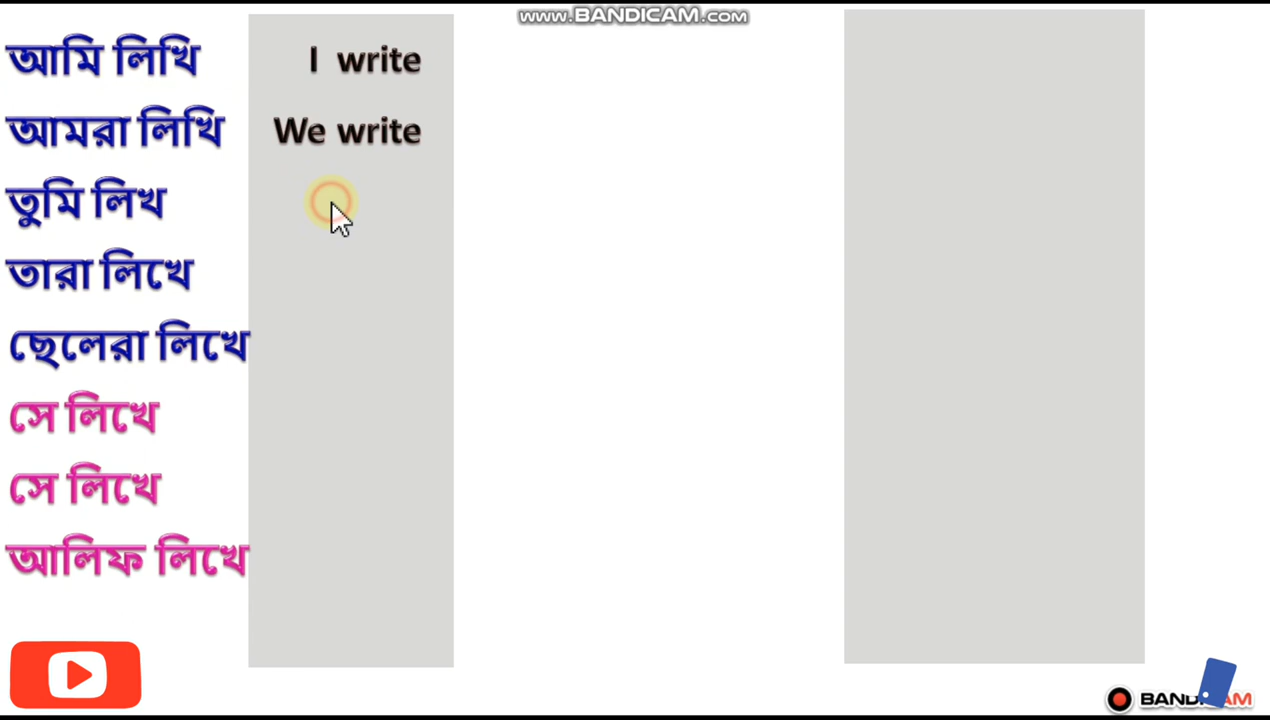 www.BANDICAM.com
আমি লিখি I write
আমরা লিখি We write
তুমি লিখ
তারা লিখে
ছেলেরা লিখে
সে লিখে
সে লিখে
আলিফ লিখে